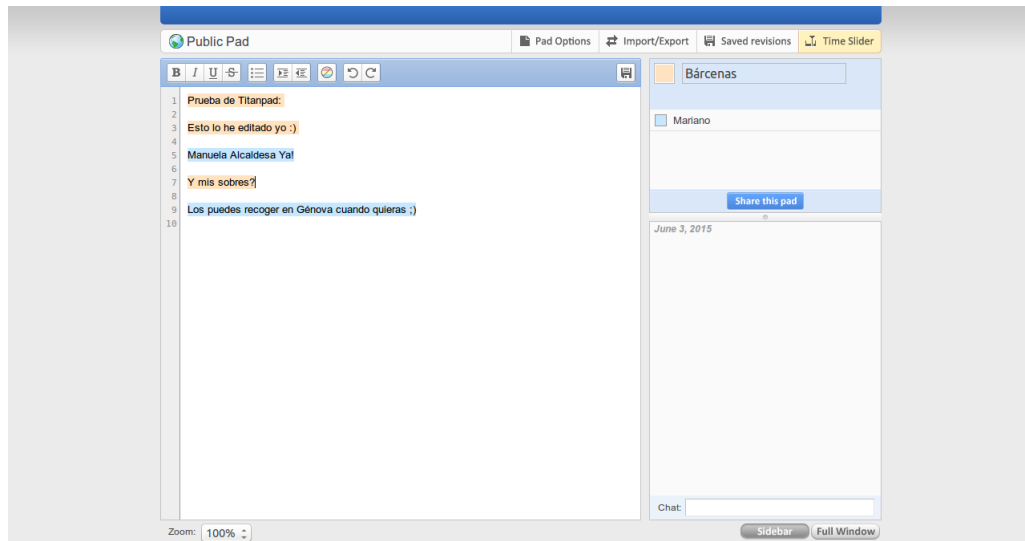 Public Pad
Pad Options
Import/Export
Saved revisions
Time Slider
B I U S
1 Prueba de Titanpad:
2
3 Esto lo he editado yo :)
4
5 Manuela Alcaldesa Ya!
6
7 Y mis sobres?
8
9 Los puedes recoger en Génova cuando quieras ;)
10
Bárcenas
Mariano
Share this pad
June 3, 2015
Chat:
Zoom: 100%
Sidebar
Full Window